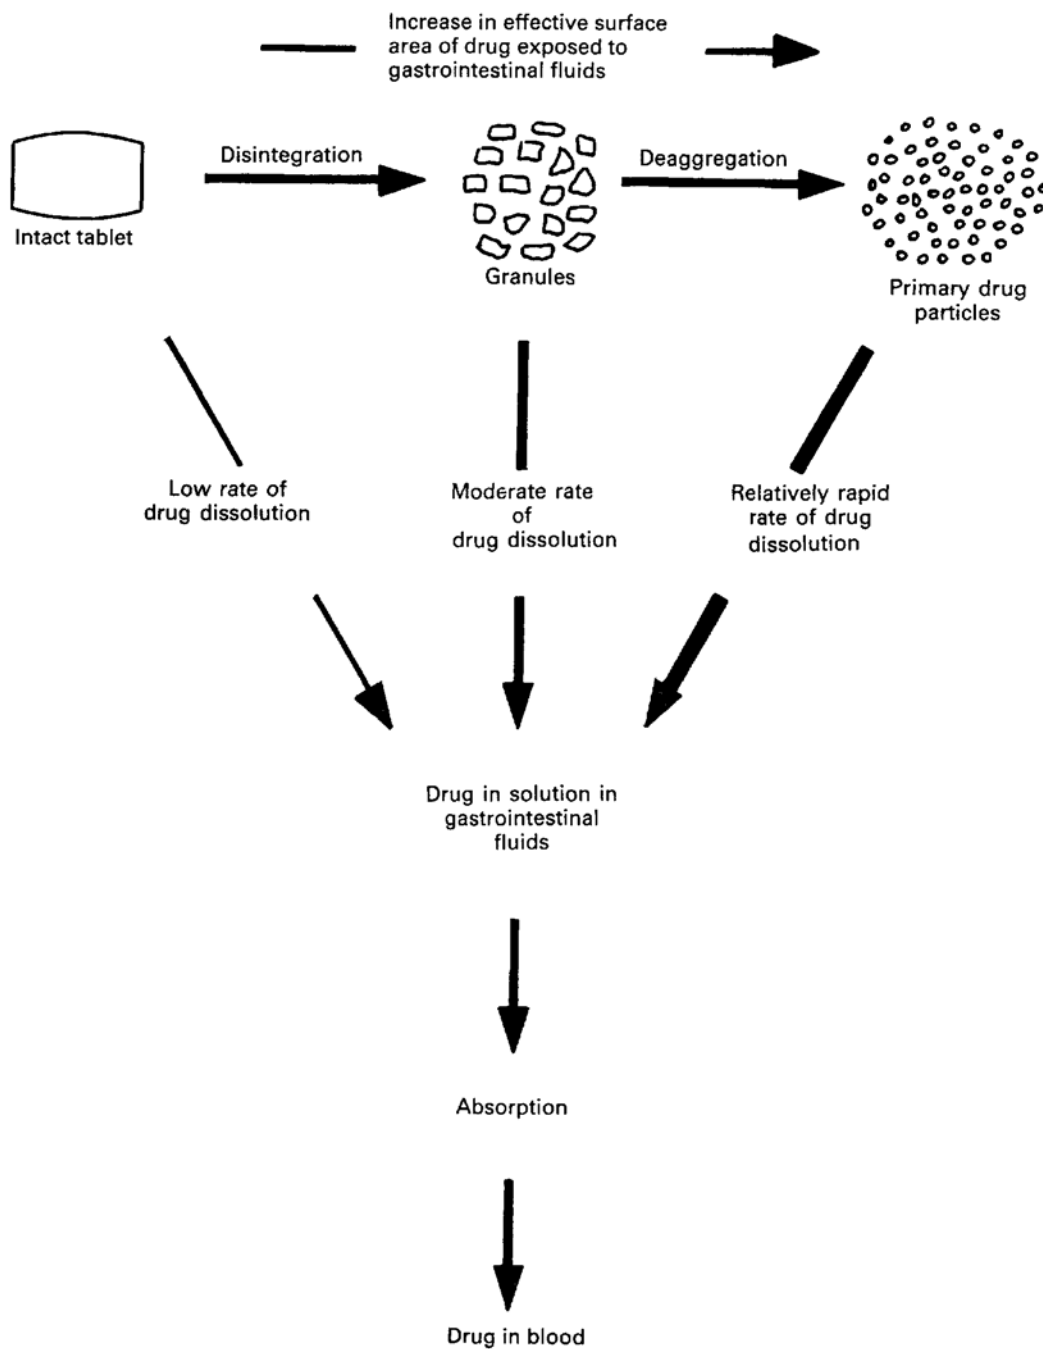 Increase in effective surface
area of drug exposed to
gastrointestinal fluids
Disintegration
Deaggregation
Intact tablet
Granules
Primary drug
particles
Low rate of
drug dissolution
Moderate rate
of
drug dissolution
Relatively rapid
rate of drug
dissolution
Drug in solution in
gastrointestinal
fluids
Absorption
Drug in blood